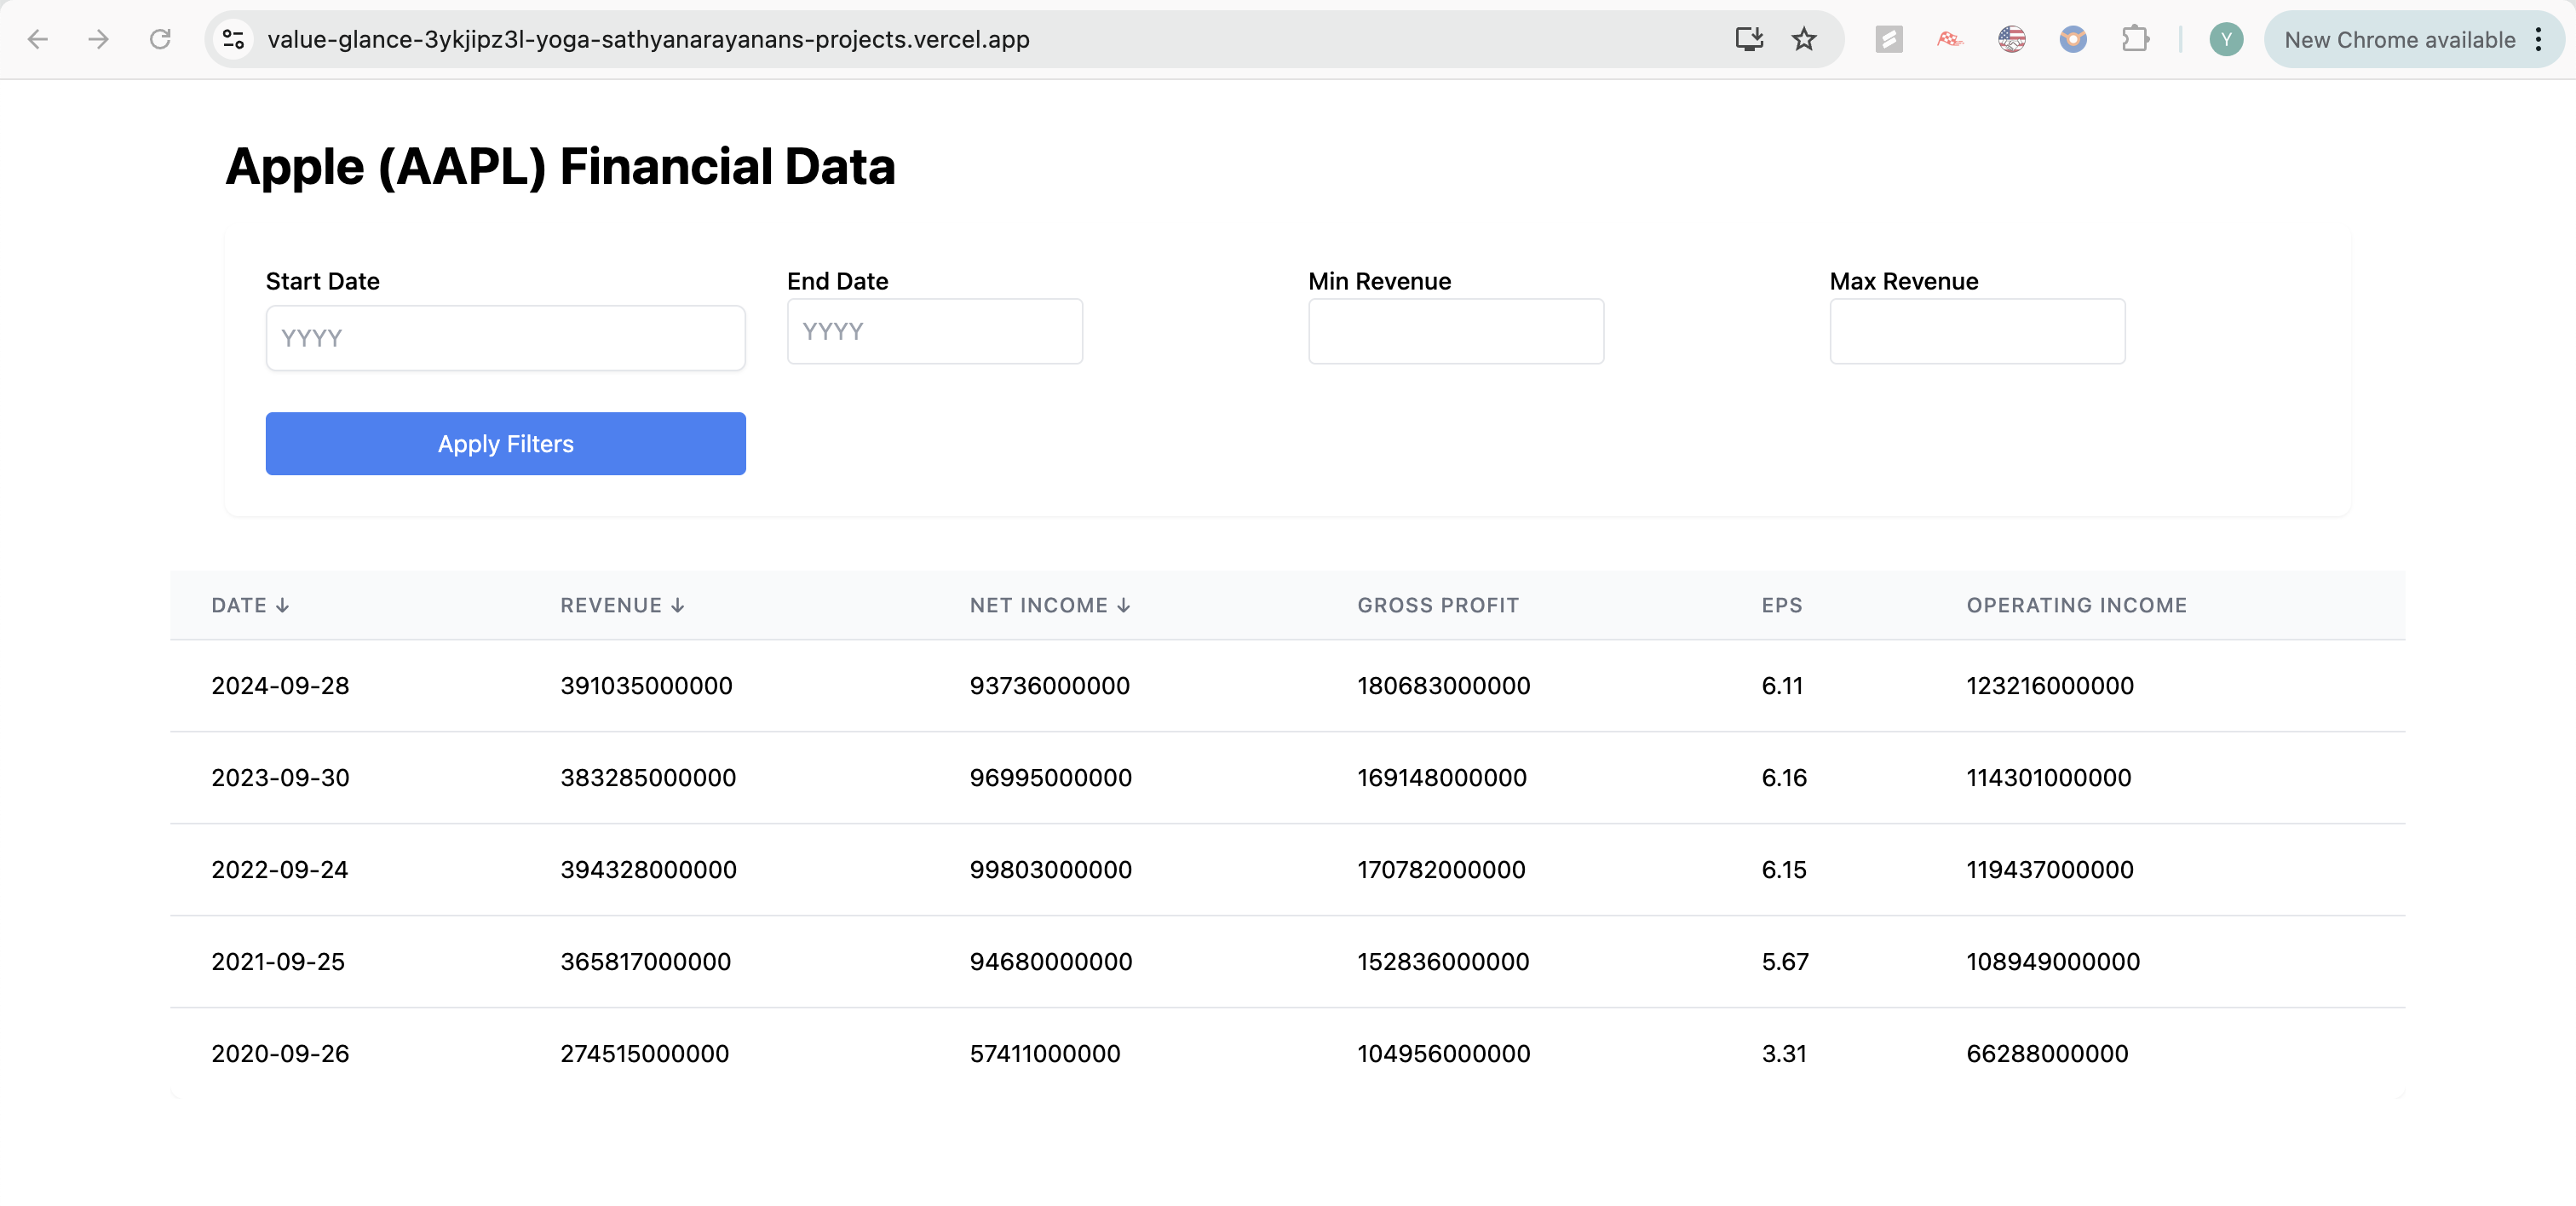 value-glance-3ykjipz3l-yoga-sathyanarayanans-projects.vercel.app Y New Chrome available
Apple (AAPL) Financial Data
Start Date End Date Min Revenue Max Revenue
YYYY YYYY
Apply Filters
DATE ↓ REVENUE ↓ NET INCOME ↓ GROSS PROFIT EPS OPERATING INCOME
2024-09-28 391035000000 93736000000 180683000000 6.11 123216000000
2023-09-30 383285000000 96995000000 169148000000 6.16 114301000000
2022-09-24 394328000000 99803000000 170782000000 6.15 119437000000
2021-09-25 365817000000 94680000000 152836000000 5.67 108949000000
2020-09-26 274515000000 57411000000 104956000000 3.31 66288000000